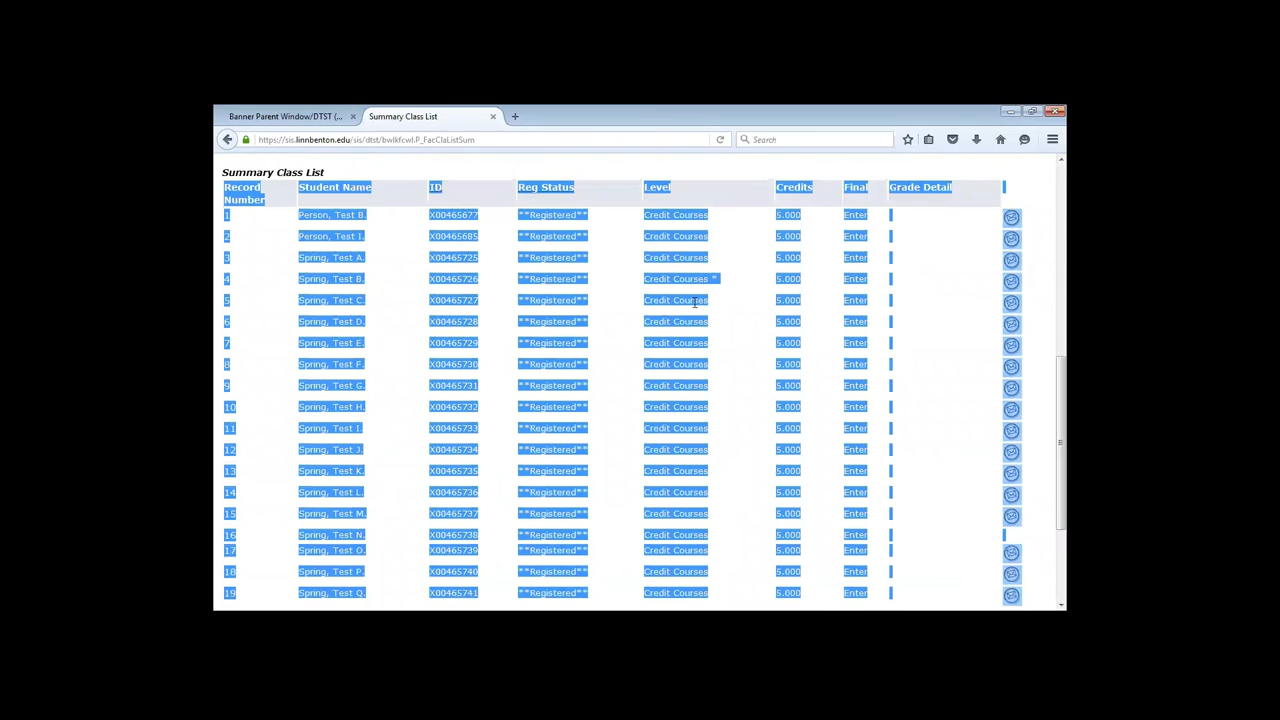 Banner Parent Window/DTST (...
Summary Class List
https://sis.linnbenton.edu/sis/dtst/bwlkfcwl.P_FacClaListSum
Search
Summary Class List
Record Number Student Name ID Reg Status Level Credits Final Grade Detail
1 Person, Test B. X00465677 **Registered** Credit Courses 5.000 Enter
2 Person, Test I. X00465685 **Registered** Credit Courses 5.000 Enter
3 Spring, Test A. X00465725 **Registered** Credit Courses 5.000 Enter
4 Spring, Test B. X00465726 **Registered** Credit Courses * 5.000 Enter
5 Spring, Test C. X00465727 **Registered** Credit Courses 5.000 Enter
6 Spring, Test D. X00465728 **Registered** Credit Courses 5.000 Enter
7 Spring, Test E. X00465729 **Registered** Credit Courses 5.000 Enter
8 Spring, Test F. X00465730 **Registered** Credit Courses 5.000 Enter
9 Spring, Test G. X00465731 **Registered** Credit Courses 5.000 Enter
10 Spring, Test H. X00465732 **Registered** Credit Courses 5.000 Enter
11 Spring, Test I. X00465733 **Registered** Credit Courses 5.000 Enter
12 Spring, Test J. X00465734 **Registered** Credit Courses 5.000 Enter
13 Spring, Test K. X00465735 **Registered** Credit Courses 5.000 Enter
14 Spring, Test L. X00465736 **Registered** Credit Courses 5.000 Enter
15 Spring, Test M. X00465737 **Registered** Credit Courses 5.000 Enter
16 Spring, Test N. X00465738 **Registered** Credit Courses 5.000 Enter
17 Spring, Test O. X00465739 **Registered** Credit Courses 5.000 Enter
18 Spring, Test P. X00465740 **Registered** Credit Courses 5.000 Enter
19 Spring, Test Q. X00465741 **Registered** Credit Courses 5.000 Enter